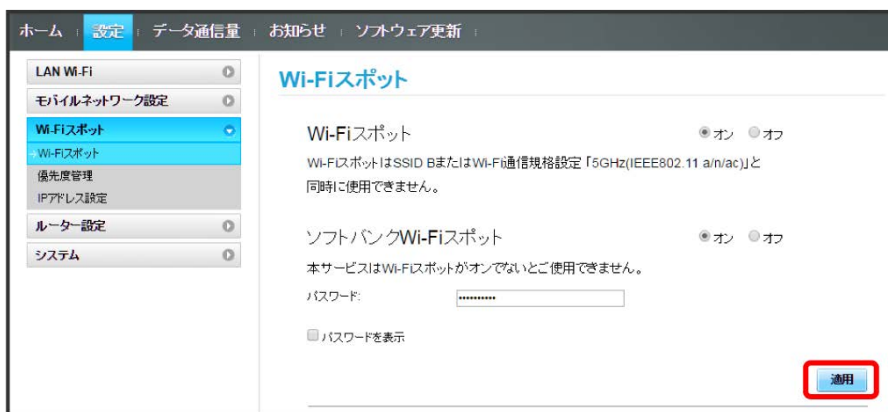 ホーム 設定 データ通信量 お知らせ ソフトウェア更新
LAN Wi-Fi
モバイルネットワーク設定
Wi-Fiスポット
Wi-Fiスポット
優先度管理
IPアドレス設定
ルーター設定
システム
Wi-Fiスポット
Wi-Fiスポット オン オフ
Wi-FiスポットはSSID BまたはWi-Fi通信規格設定「5GHz(IEEE802.11 a/n/ac)」と
同時に使用できません。
ソフトバンクWi-Fiスポット オン オフ
本サービスはWi-Fiスポットがオンでないとご使用できません。
パスワード: ••••••••••
パスワードを表示
適用